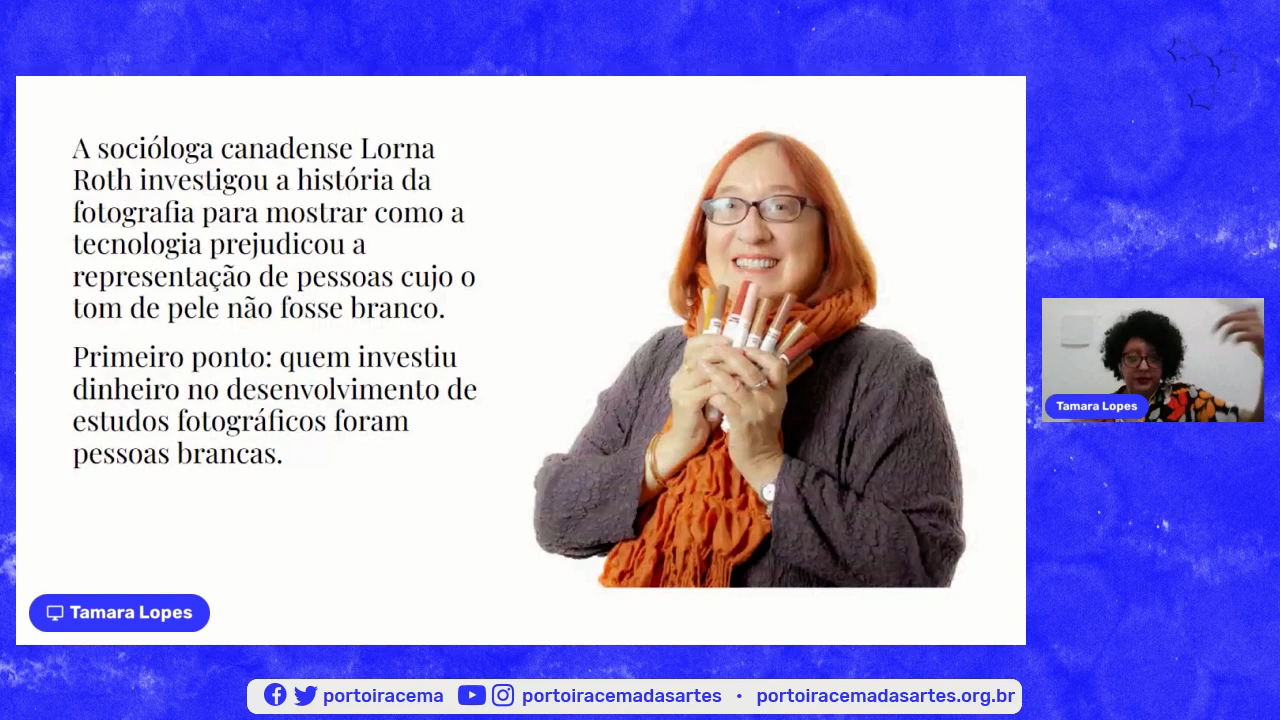 A socióloga canadense Lorna
Roth investigou a história da
fotografia para mostrar como a
tecnologia prejudicou a
representação de pessoas cujo o
tom de pele não fosse branco.
Primeiro ponto: quem investiu
dinheiro no desenvolvimento de
estudos fotográficos foram
pessoas brancas.
Tamara Lopes
Tamara Lopes
portoiracema portoiracemadasartes • portoiracemadasartes.org.br